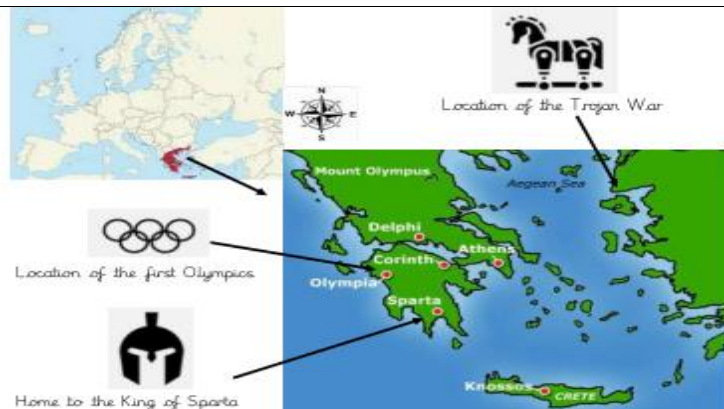 N
W E
S
Location of the Trojan War
Mount Olympus
Aegean Sea
Delphi
Corinth
Athens
Olympia
Sparta
Knossos
CRETE
Location of the first Olympics
Home to the King of Sparta